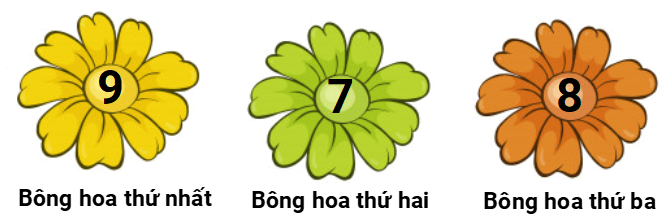 9 7 8
Bông hoa thứ nhất Bông hoa thứ hai Bông hoa thứ ba